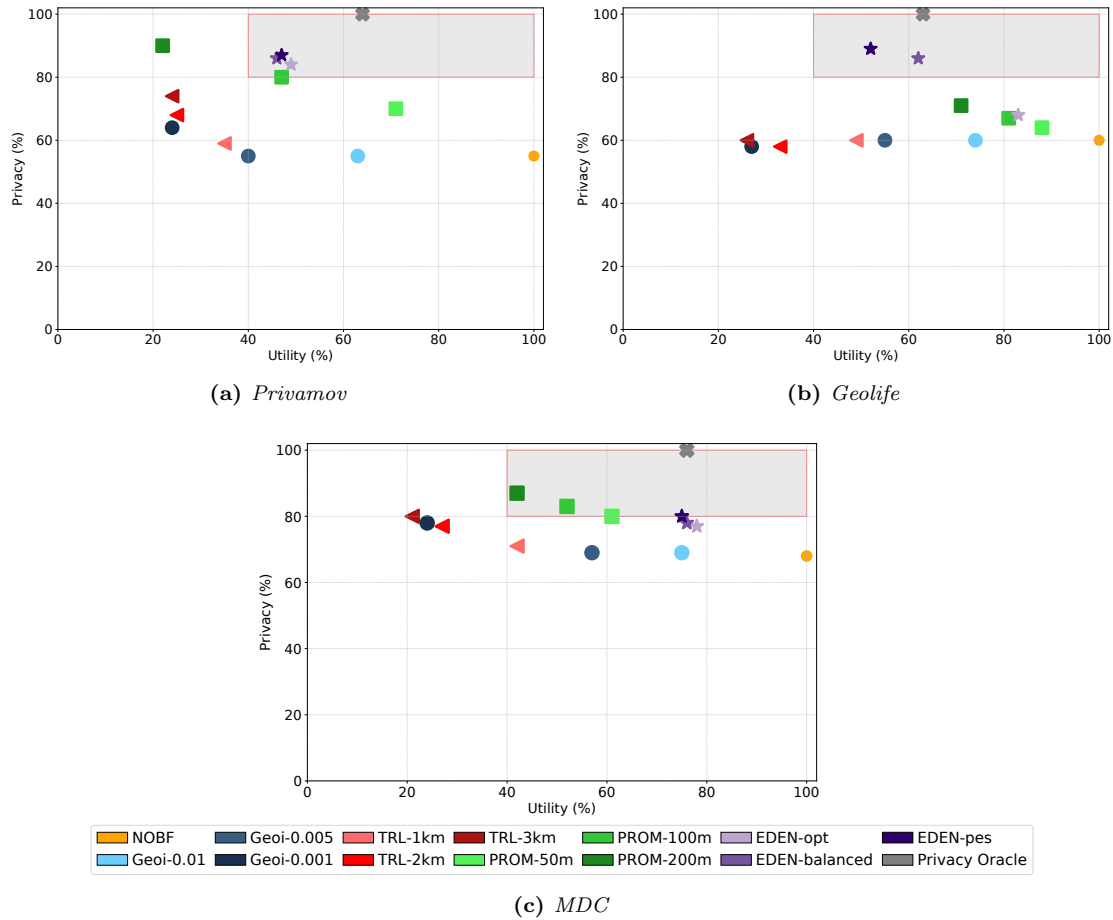 100
80
60
40
20
0
Privacy (%)
0 20 40 60 80 100
Utility (%)
(a) Privamov
100
80
60
40
20
0
Privacy (%)
0 20 40 60 80 100
Utility (%)
(b) Geolife
100
80
60
40
20
0
Privacy (%)
0 20 40 60 80 100
Utility (%)
NOBF Geoi-0.005 TRL-1km TRL-3km PROM-100m EDEN-opt EDEN-pes
Geoi-0.01 Geoi-0.001 TRL-2km PROM-50m PROM-200m EDEN-balanced Privacy Oracle
(c) MDC